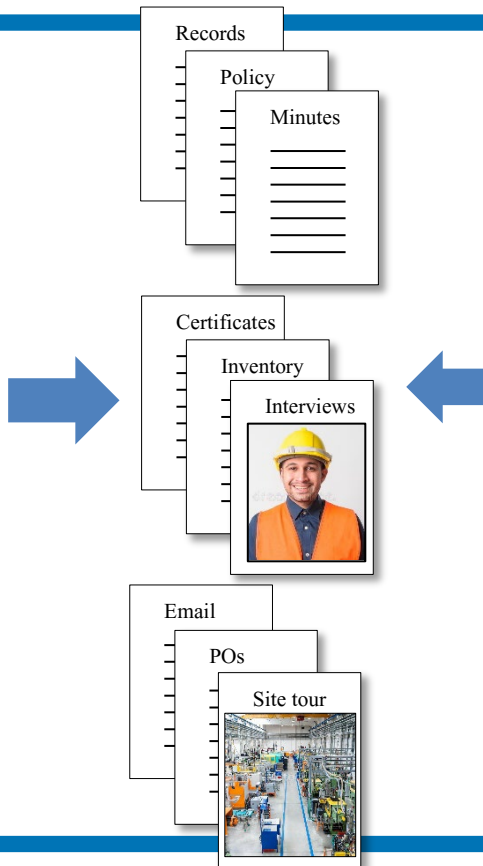 Records
Policy
Minutes
Certificates
Inventory
Interviews
Email
POs
Site tour